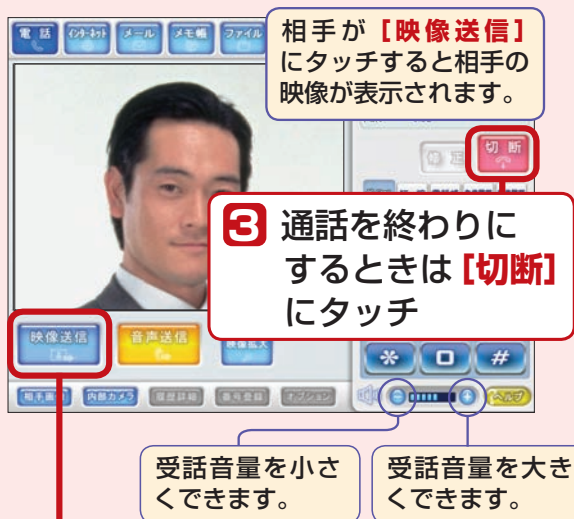 電話 インターネット メール メモ帳 ファイル
相手が［映像送信］
にタッチすると相手の
映像が表示されます。
切断
3 通話を終わりに
するときは［切断］
にタッチ
映像送信
音声送信
映像拡大
* 0 #
相手画面 内部カメラ 履歴詳細 番号登録 オプション
ヘルプ
受話音量を小さ
くできます。
受話音量を大き
くできます。